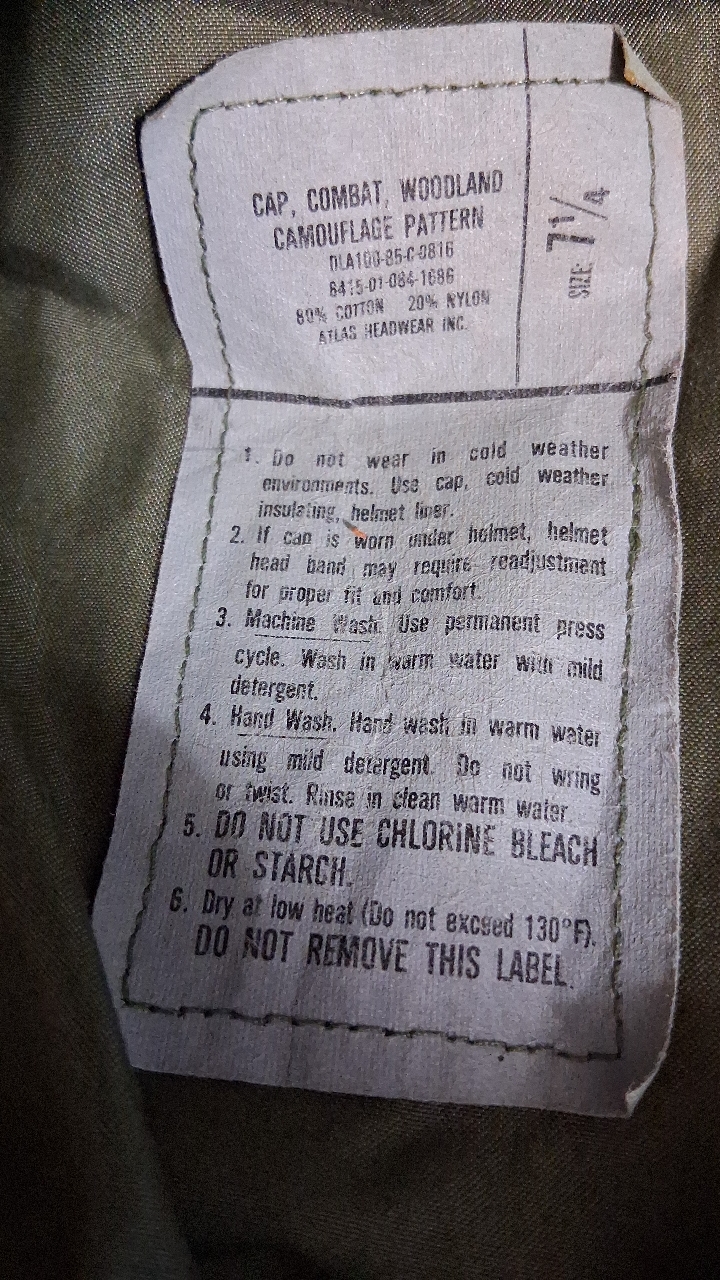 CAP, COMBAT, WOODLAND
CAMOUFLAGE PATTERN
DLA100-85-C-0816
8415-01-084-1686
80% COTTON 20% NYLON
ATLAS HEADWEAR INC.
SIZE: 7 1/4
1. Do not wear in cold weather
environments. Use cap, cold weather,
insulating, helmet liner.
2. If cap is worn under helmet, helmet
head band may require readjustment
for proper fit and comfort.
3. Machine Wash. Use permanent press
cycle. Wash in warm water with mild
detergent.
4. Hand Wash. Hand wash in warm water
using mild detergent. Do not wring
or twist. Rinse in clean warm water.
5. DO NOT USE CHLORINE BLEACH
OR STARCH.
6. Dry at low heat (Do not exceed 130°F).
DO NOT REMOVE THIS LABEL.